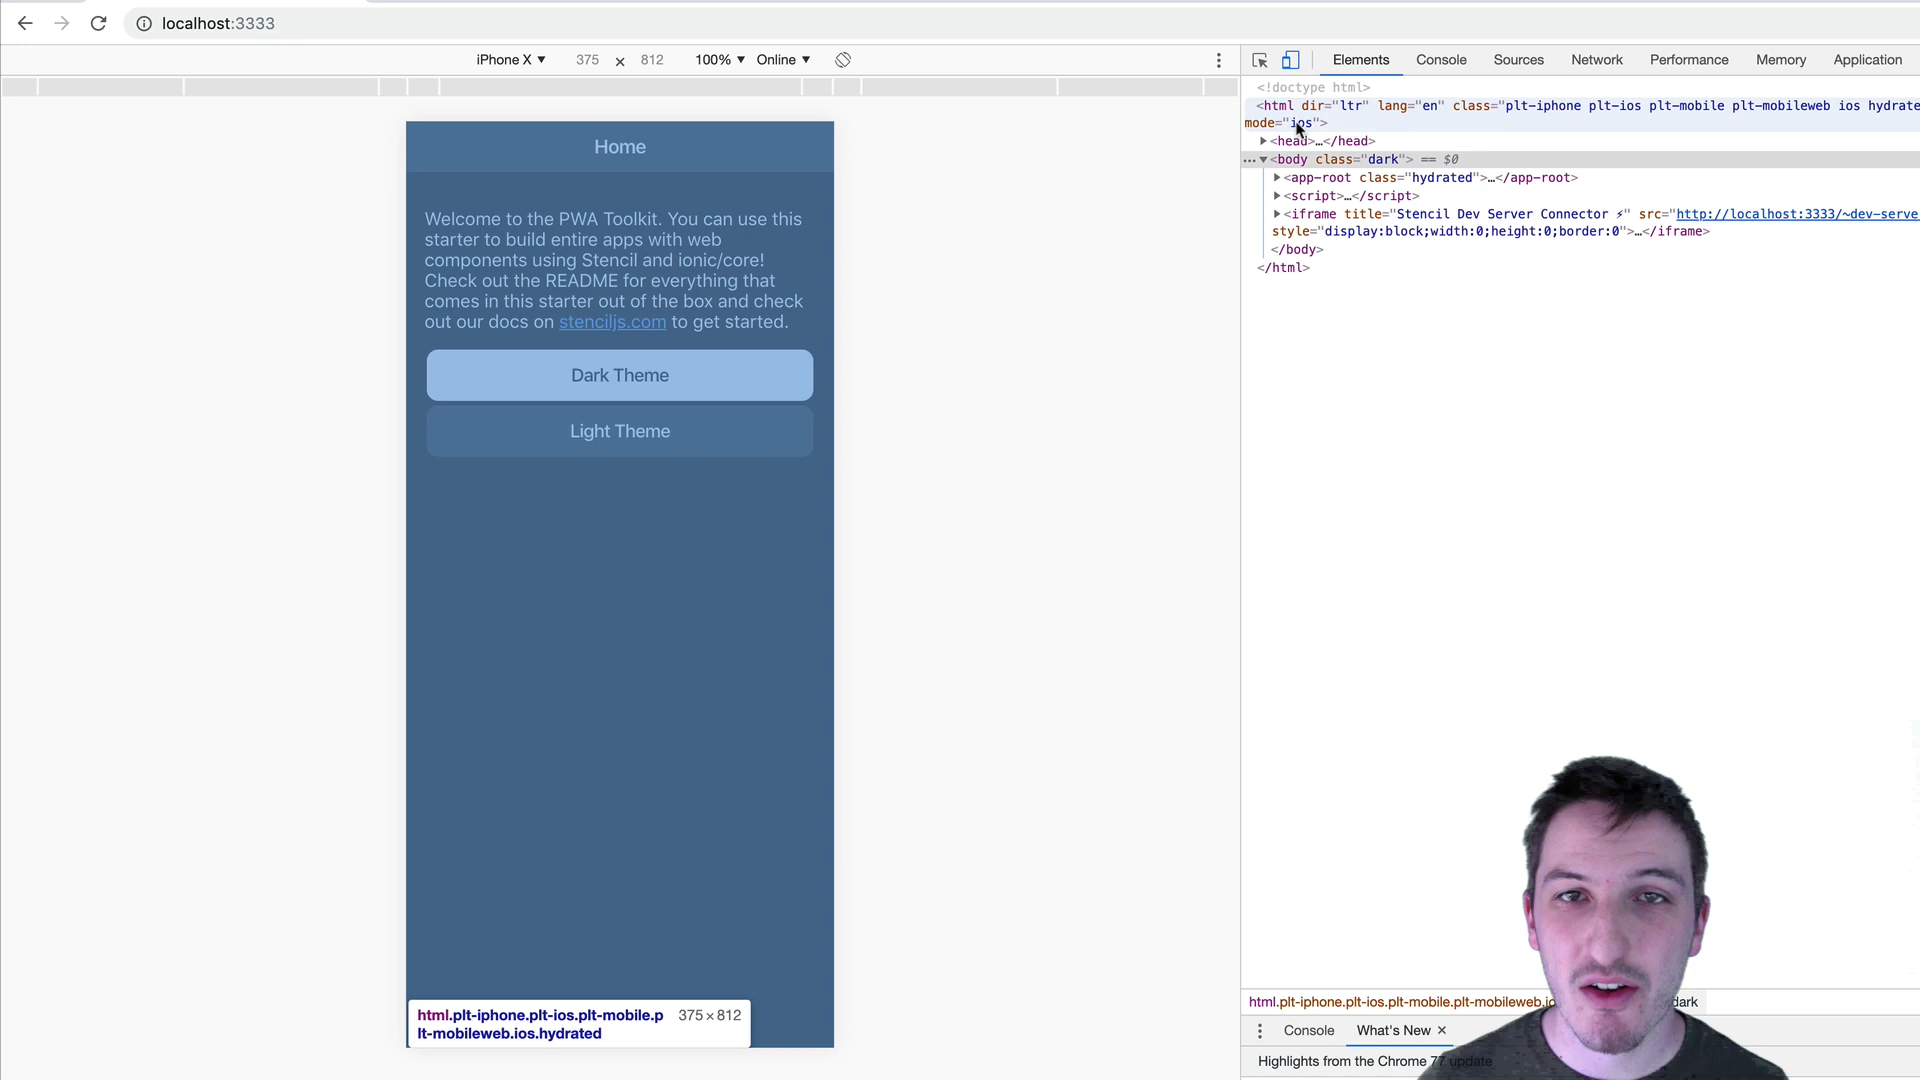 localhost:3333
iPhone X ▼ 375 × 812 100% ▼ Online ▼
Elements Console Sources Network Performance Memory Application
Home
Welcome to the PWA Toolkit. You can use this
starter to build entire apps with web
components using Stencil and ionic/core!
Check out the README for everything that
comes in this starter out of the box and check
out our docs on stenciljs.com to get started.
Dark Theme
Light Theme
html.plt-iphone.plt-ios.plt-mobile.p 375 × 812
lt-mobileweb.ios.hydrated
<!doctype html>
<html dir="ltr" lang="en" class="plt-iphone plt-ios plt-mobile plt-mobileweb ios hydrate
mode="ios">
<head>…</head>
<body class="dark"> == $0
<app-root class="hydrated">…</app-root>
<script>…</script>
<iframe title="Stencil Dev Server Connector ⚡" src="http://localhost:3333/~dev-serve
style="display:block;width:0;height:0;border:0">…</iframe>
</body>
</html>
html.plt-iphone.plt-ios.plt-mobile.plt-mobileweb.io dark
Console What's New ×
Highlights from the Chrome 77 update